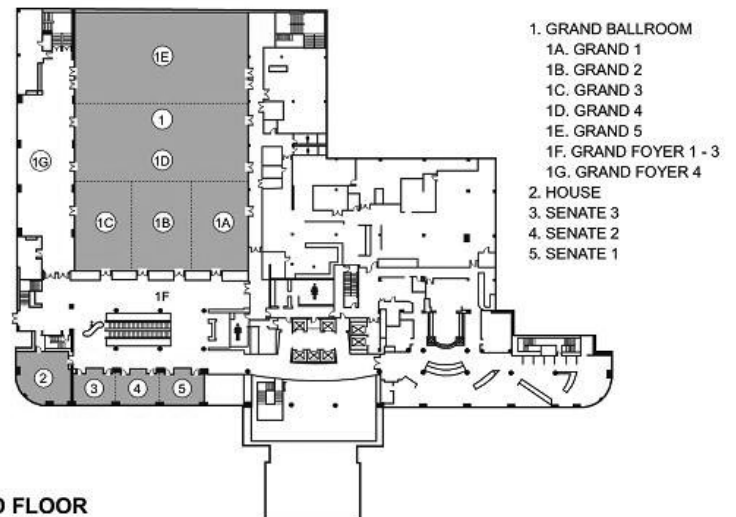 1. GRAND BALLROOM
1A. GRAND 1
1B. GRAND 2
1C. GRAND 3
1D. GRAND 4
1E. GRAND 5
1F. GRAND FOYER 1 - 3
1G. GRAND FOYER 4
2. HOUSE
3. SENATE 3
4. SENATE 2
5. SENATE 1
1E
1
1G
1D
1C 1B 1A
1F
2
3 4 5
FLOOR